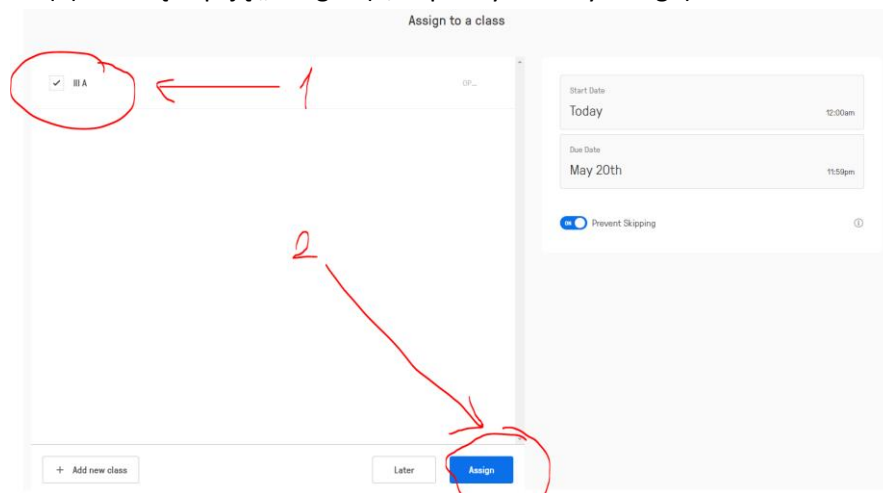 Assign to a class
III A
OP...
1
Start Date
Today 12:00am
Due Date
May 20th 11:59pm
ON Prevent Skipping
2
+ Add new class
Later
Assign